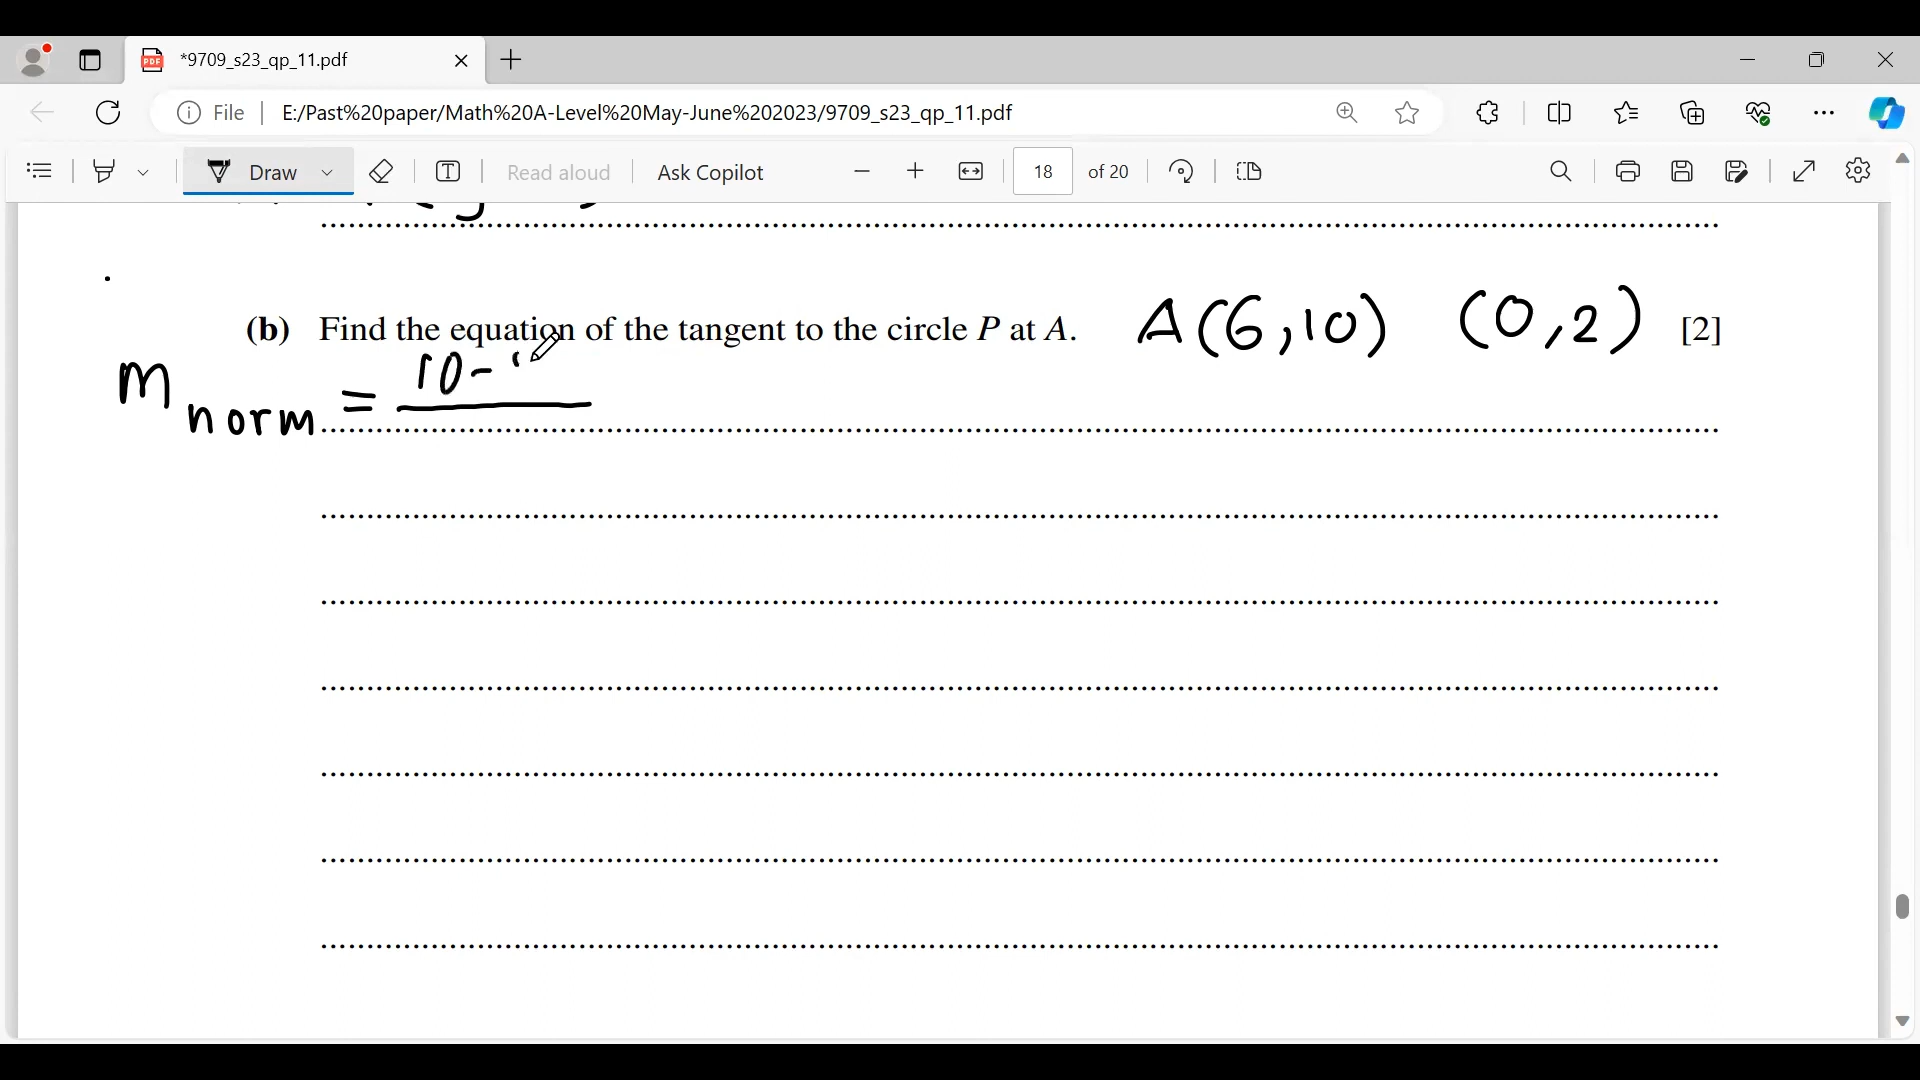 *9709_s23_qp_11.pdf
File E:/Past%20paper/Math%20A-Level%20May-June%202023/9709_s23_qp_11.pdf
Draw Read aloud Ask Copilot 18 of 20
(b) Find the equation of the tangent to the circle P at A. A(6,10) (0,2) [2]
m norm = 10-